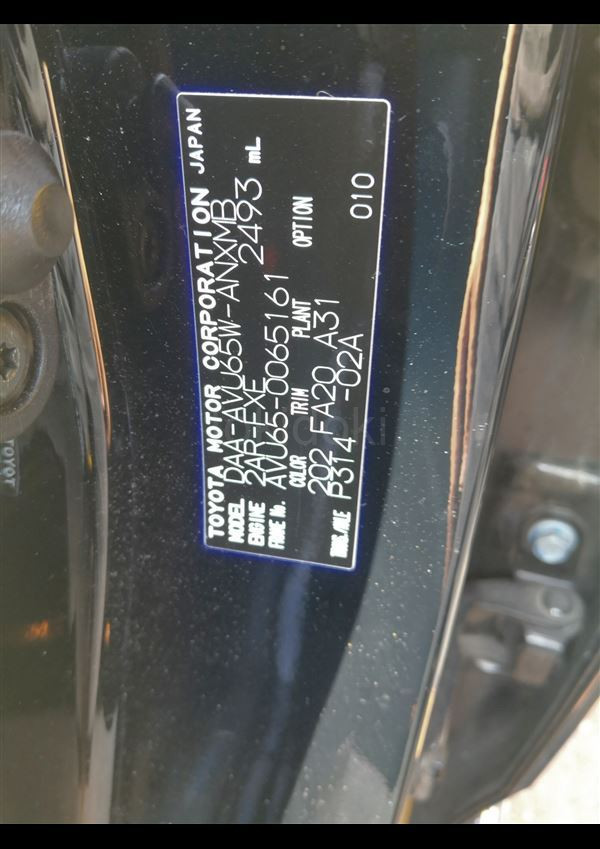 TOYOTA MOTOR CORPORATION JAPAN
MODEL DAA-AVU65W-ANXMB
ENGINE 2AR-FXE 2493 mL
FRAME No. AVU65-0065161
COLOR TRIM PLANT OPTION
202 FA20 A31
TRANS./AXLE P314 -02A 010
TOYOT